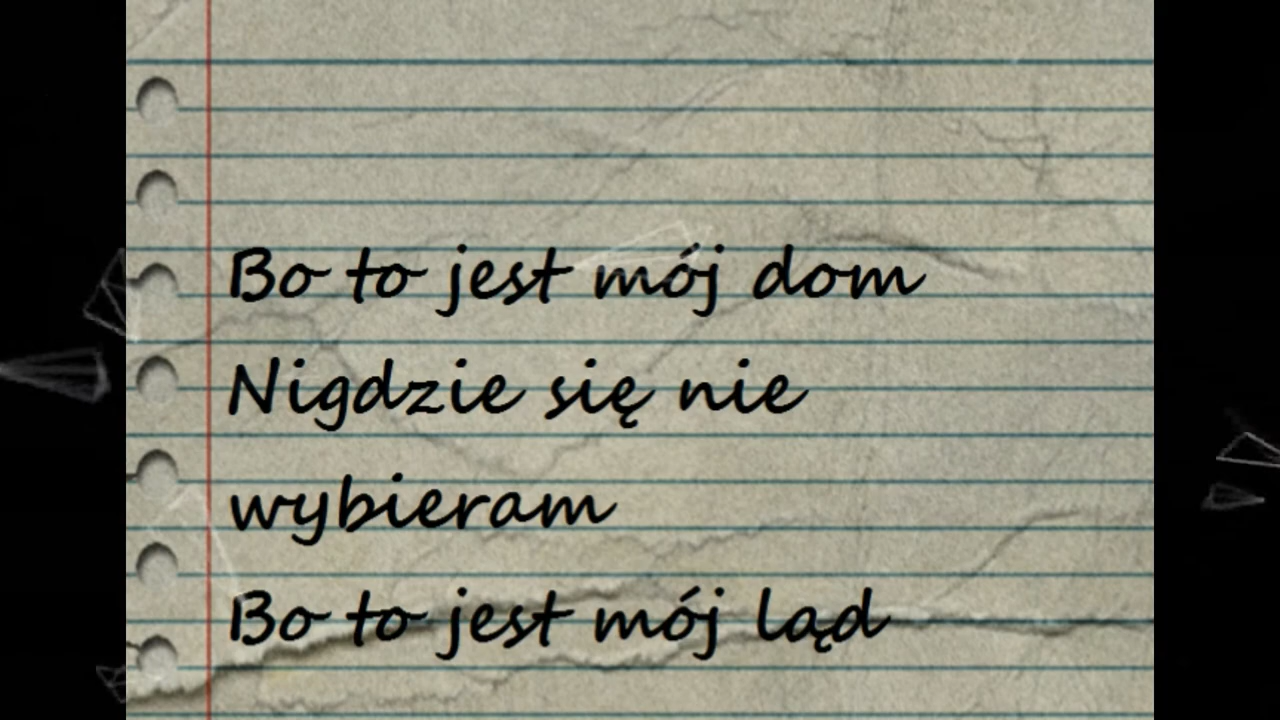 Bo to jest mój dom
Nigdzie się nie
wybieram
Bo to jest mój ląd